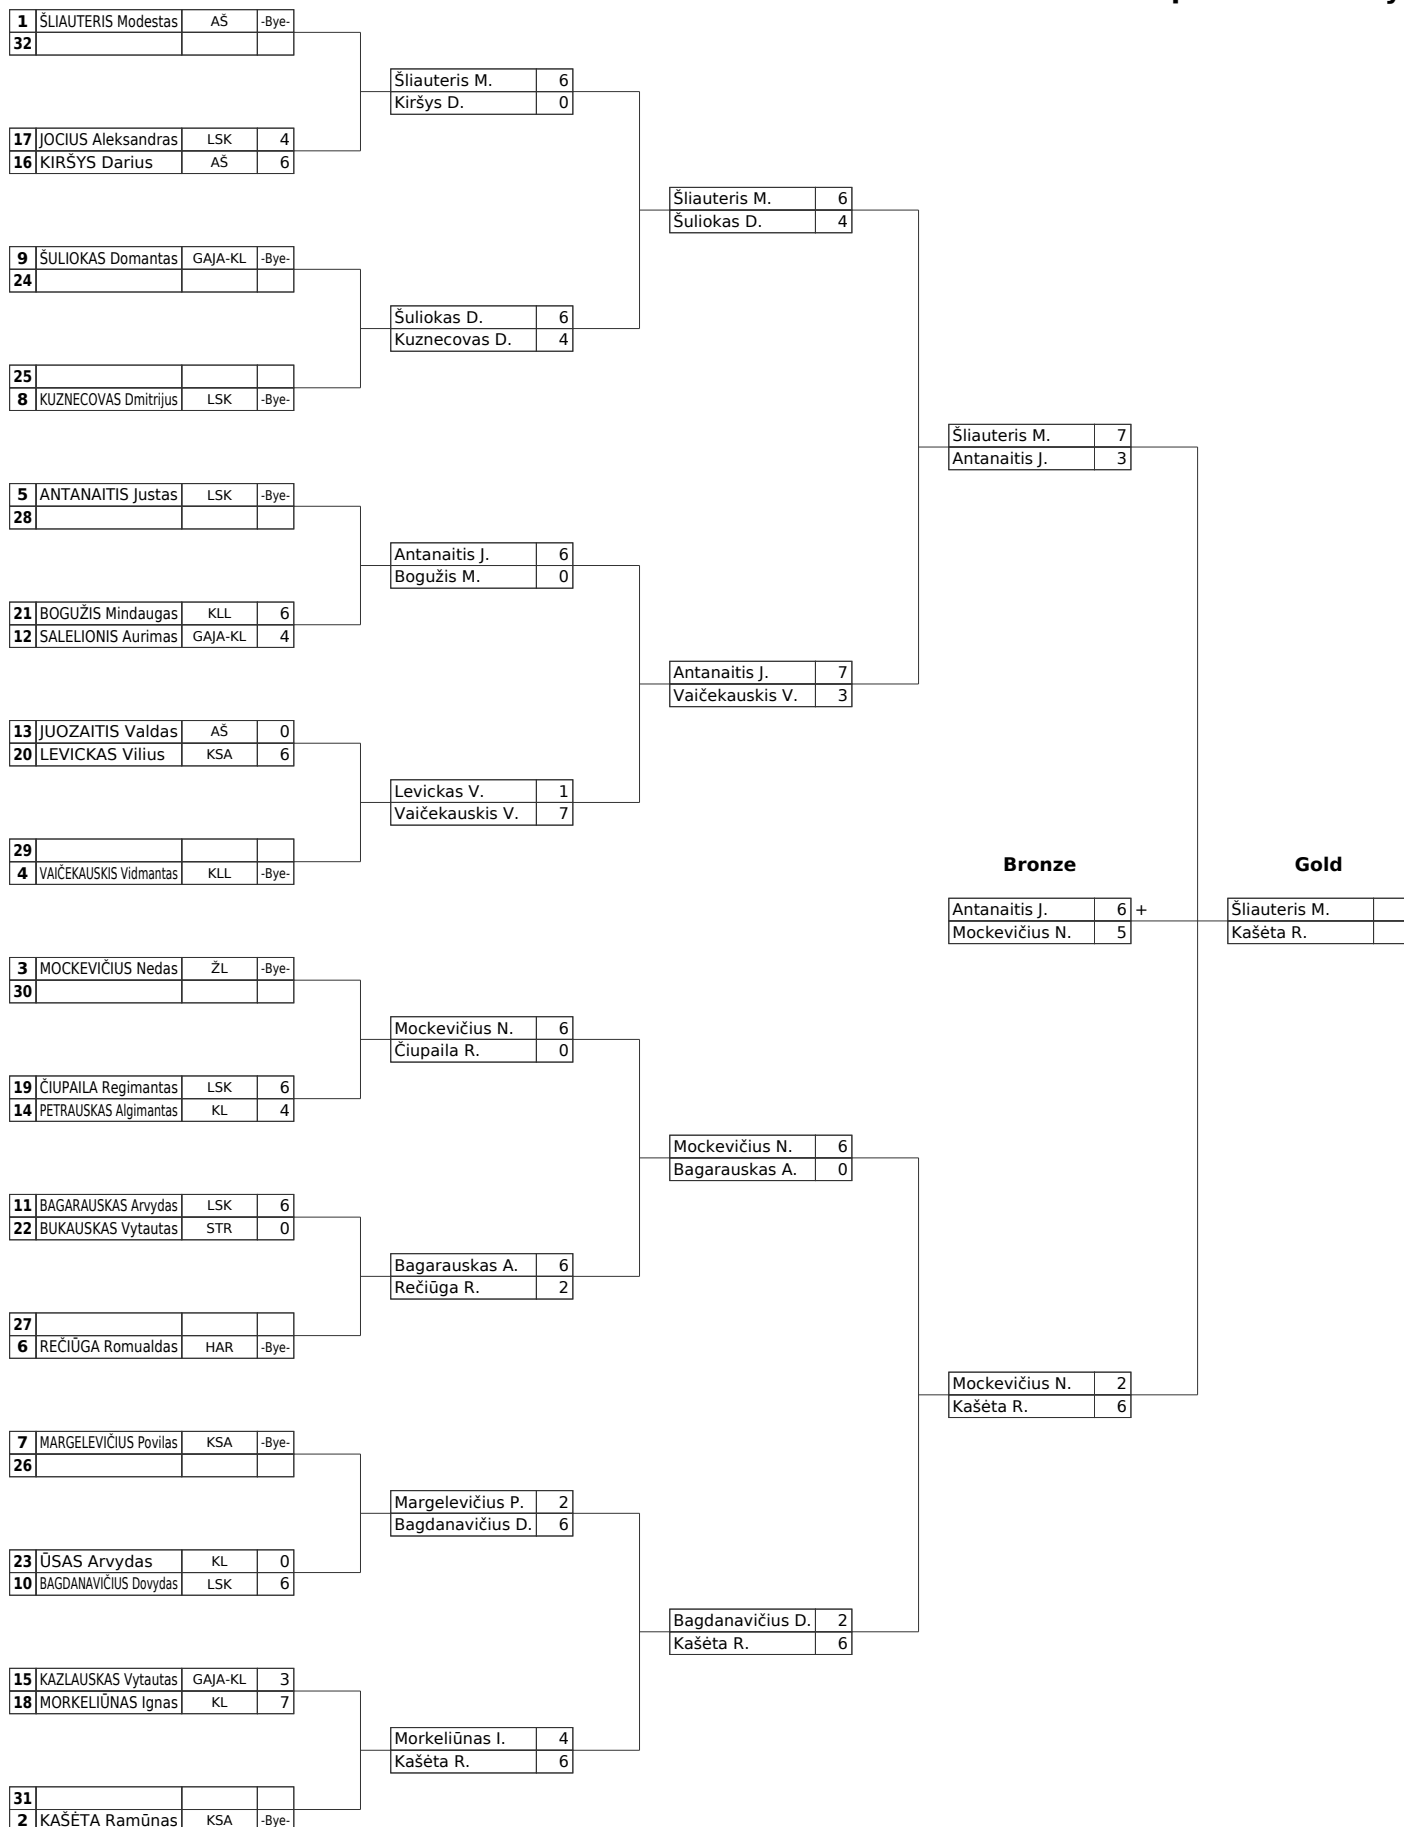 1 ŠLIAUTERIS Modestas AŠ -Bye-
32
Šliauteris M. 6
Kiršys D. 0
17 JOCIUS Aleksandras LSK 4
16 KIRŠYS Darius AŠ 6
Šliauteris M. 6
Šuliokas D. 4
9 ŠULIOKAS Domantas GAJA-KL -Bye-
24
Šuliokas D. 6
Kuznecovas D. 4
25
8 KUZNECOVAS Dmitrijus LSK -Bye-
Šliauteris M. 7
Antanaitis J. 3
5 ANTANAITIS Justas LSK -Bye-
28
Antanaitis J. 6
Bogužis M. 0
21 BOGUŽIS Mindaugas KLL 6
12 SALELIONIS Aurimas GAJA-KL 4
Antanaitis J. 7
Vaičekauskis V. 3
13 JUOZAITIS Valdas AŠ 0
20 LEVICKAS Vilius KSA 6
Levickas V. 1
Vaičekauskis V. 7
29
4 VAIČEKAUSKIS Vidmantas KLL -Bye-
Bronze Gold
Antanaitis J. 6 + Šliauteris M.
Mockevičius N. 5 Kašėta R.
3 MOCKEVIČIUS Nedas ŽL -Bye-
30
Mockevičius N. 6
Čiupaila R. 0
19 ČIUPAILA Regimantas LSK 6
14 PETRAUSKAS Algimantas KL 4
Mockevičius N. 6
Bagarauskas A. 0
11 BAGARAUSKAS Arvydas LSK 6
22 BUKAUSKAS Vytautas STR 0
Bagarauskas A. 6
Rečiūga R. 2
27
6 REČIŪGA Romualdas HAR -Bye-
Mockevičius N. 2
Kašėta R. 6
7 MARGELEVIČIUS Povilas KSA -Bye-
26
Margelevičius P. 2
Bagdanavičius D. 6
23 ŪSAS Arvydas KL 0
10 BAGDANAVIČIUS Dovydas LSK 6
Bagdanavičius D. 2
Kašėta R. 6
15 KAZLAUSKAS Vytautas GAJA-KL 3
18 MORKELIŪNAS Ignas KL 7
Morkeliūnas I. 4
Kašėta R. 6
31
2 KAŠĖTA Ramūnas KSA -Bye-